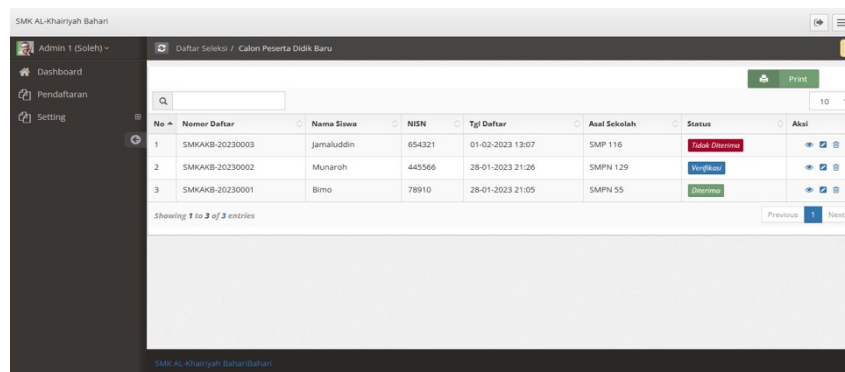 SMK AL-Khairiyah Bahari
Admin 1 (Soleh)
Daftar Seleksi / Calon Peserta Didik Baru
Dashboard
Pendaftaran
Setting
Print
10
No Nomor Daftar Nama Siswa NISN Tgl Daftar Asal Sekolah Status Aksi
1 SMKAKB-20230003 Jamaluddin 654321 01-02-2023 13:07 SMP 116 Tidak Diterima
2 SMKAKB-20230002 Munaroh 445566 28-01-2023 21:26 SMPN 129 Verifikasi
3 SMKAKB-20230001 Bimo 78910 28-01-2023 21:05 SMPN 55 Diterima
Showing 1 to 3 of 3 entries
Previous 1 Next
SMK AL-Khairiyah BahariBahari